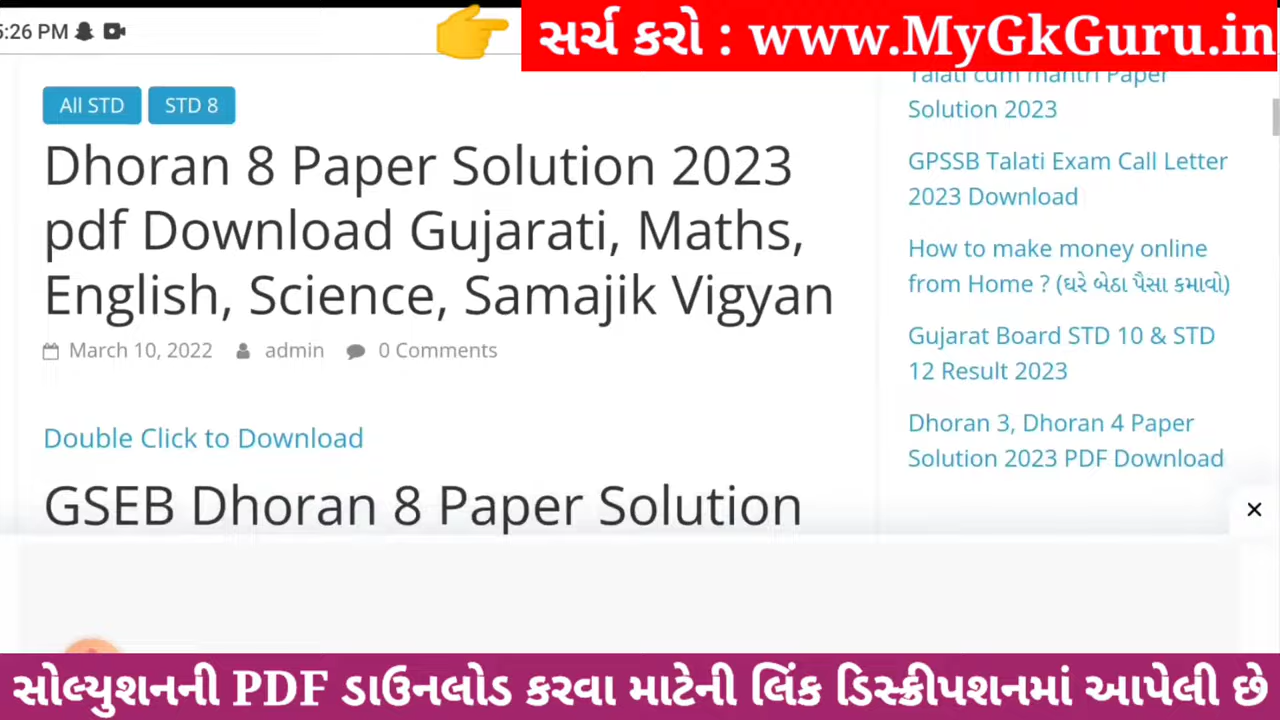 5:26 PM
સર્ચ કરો : www.MyGkGuru.in
All STD STD 8
Dhoran 8 Paper Solution 2023
pdf Download Gujarati, Maths,
English, Science, Samajik Vigyan
March 10, 2022 admin 0 Comments
Double Click to Download
GSEB Dhoran 8 Paper Solution
Talati cum mantri Paper
Solution 2023
GPSSB Talati Exam Call Letter
2023 Download
How to make money online
from Home ? (ઘરે બેઠા પૈસા કમાવો)
Gujarat Board STD 10 & STD
12 Result 2023
Dhoran 3, Dhoran 4 Paper
Solution 2023 PDF Download
સોલ્યુશનની PDF ડાઉનલોડ કરવા માટેની લિંક ડિસ્ક્રીપશનમાં આપેલી છે